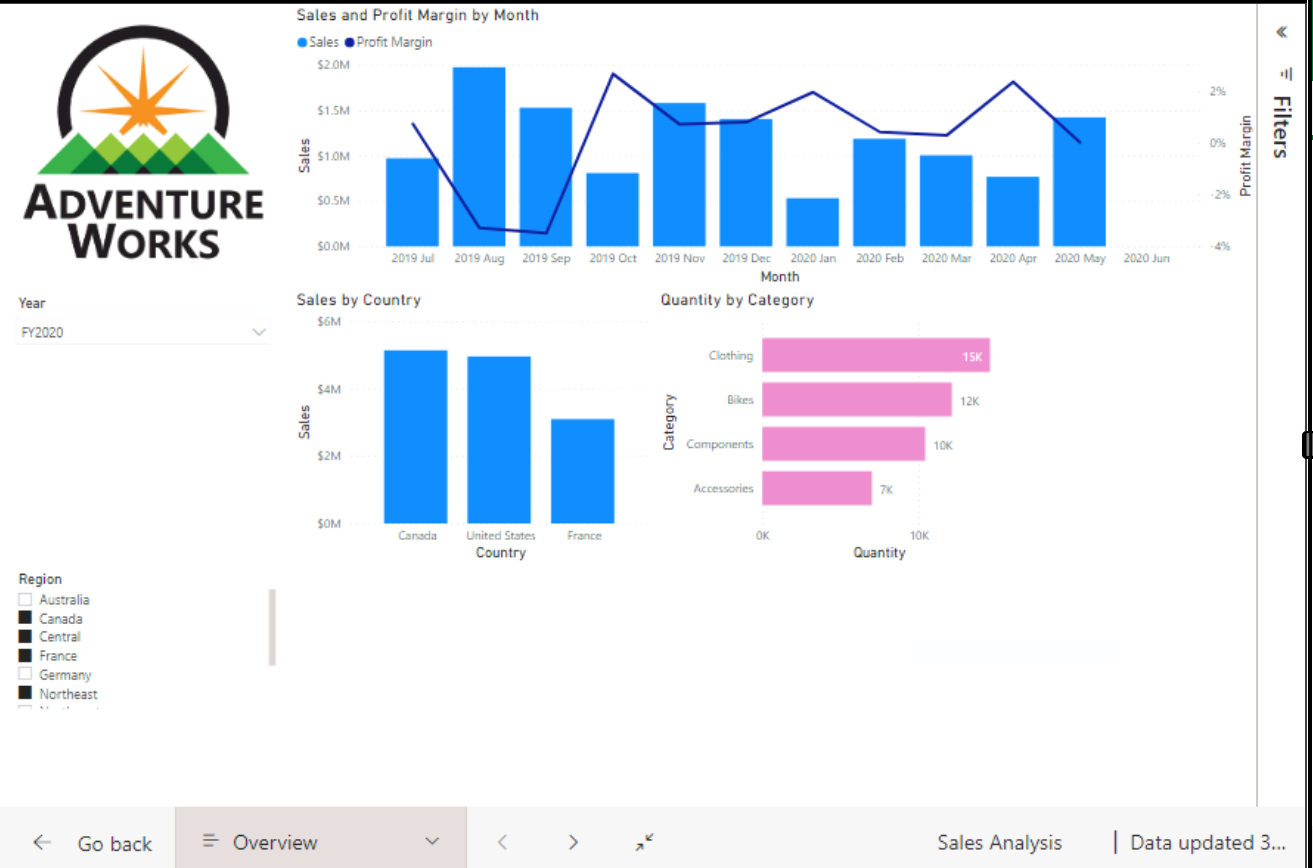 ADVENTURE
WORKS
Sales and Profit Margin by Month
Sales Profit Margin
$2.0M
$1.5M
$1.0M
$0.5M
$0.0M
Sales
2%
0%
-2%
-4%
Profit Margin
2019 Jul 2019 Aug 2019 Sep 2019 Oct 2019 Nov 2019 Dec 2020 Jan 2020 Feb 2020 Mar 2020 Apr 2020 May 2020 Jun
Month
Filters
Year
FY2020
Sales by Country
$6M
$4M
$2M
$0M
Sales
Canada United States France
Country
Quantity by Category
Category
Clothing 15K
Bikes 12K
Components 10K
Accessories 7K
0K 10K
Quantity
Region
Australia
Canada
Central
France
Germany
Northeast
Go back
Overview
Sales Analysis | Data updated 3...